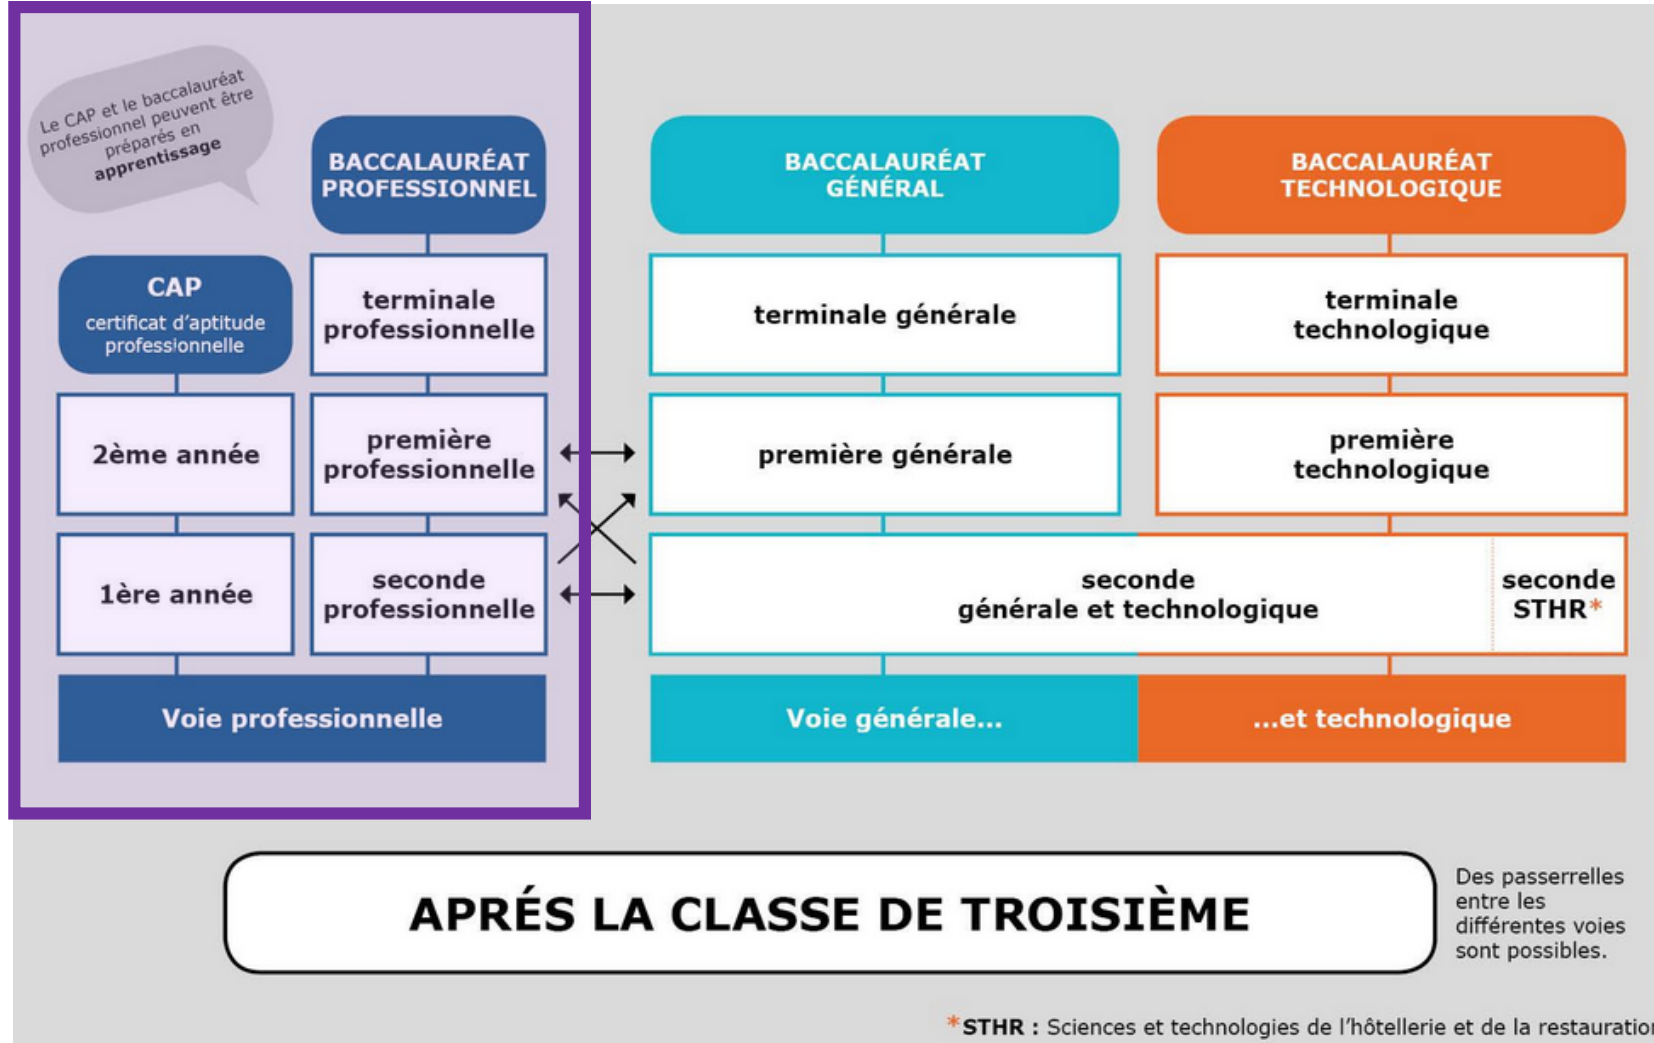 Le CAP et le baccalauréat
professionnel peuvent être
préparés en
apprentissage
BACCALAURÉAT
PROFESSIONNEL
BACCALAURÉAT
GÉNÉRAL
BACCALAURÉAT
TECHNOLOGIQUE
CAP
certificat d'aptitude
professionnelle
terminale
professionnelle
terminale générale
terminale
technologique
2ème année
première
professionnelle
première générale
première
technologique
1ère année
seconde
professionnelle
seconde
générale et technologique
seconde
STHR*
Voie professionnelle
Voie générale...
...et technologique
APRÉS LA CLASSE DE TROISIÈME
Des passerrelles
entre les
différentes voies
sont possibles.
*STHR : Sciences et technologies de l'hôtellerie et de la restauration